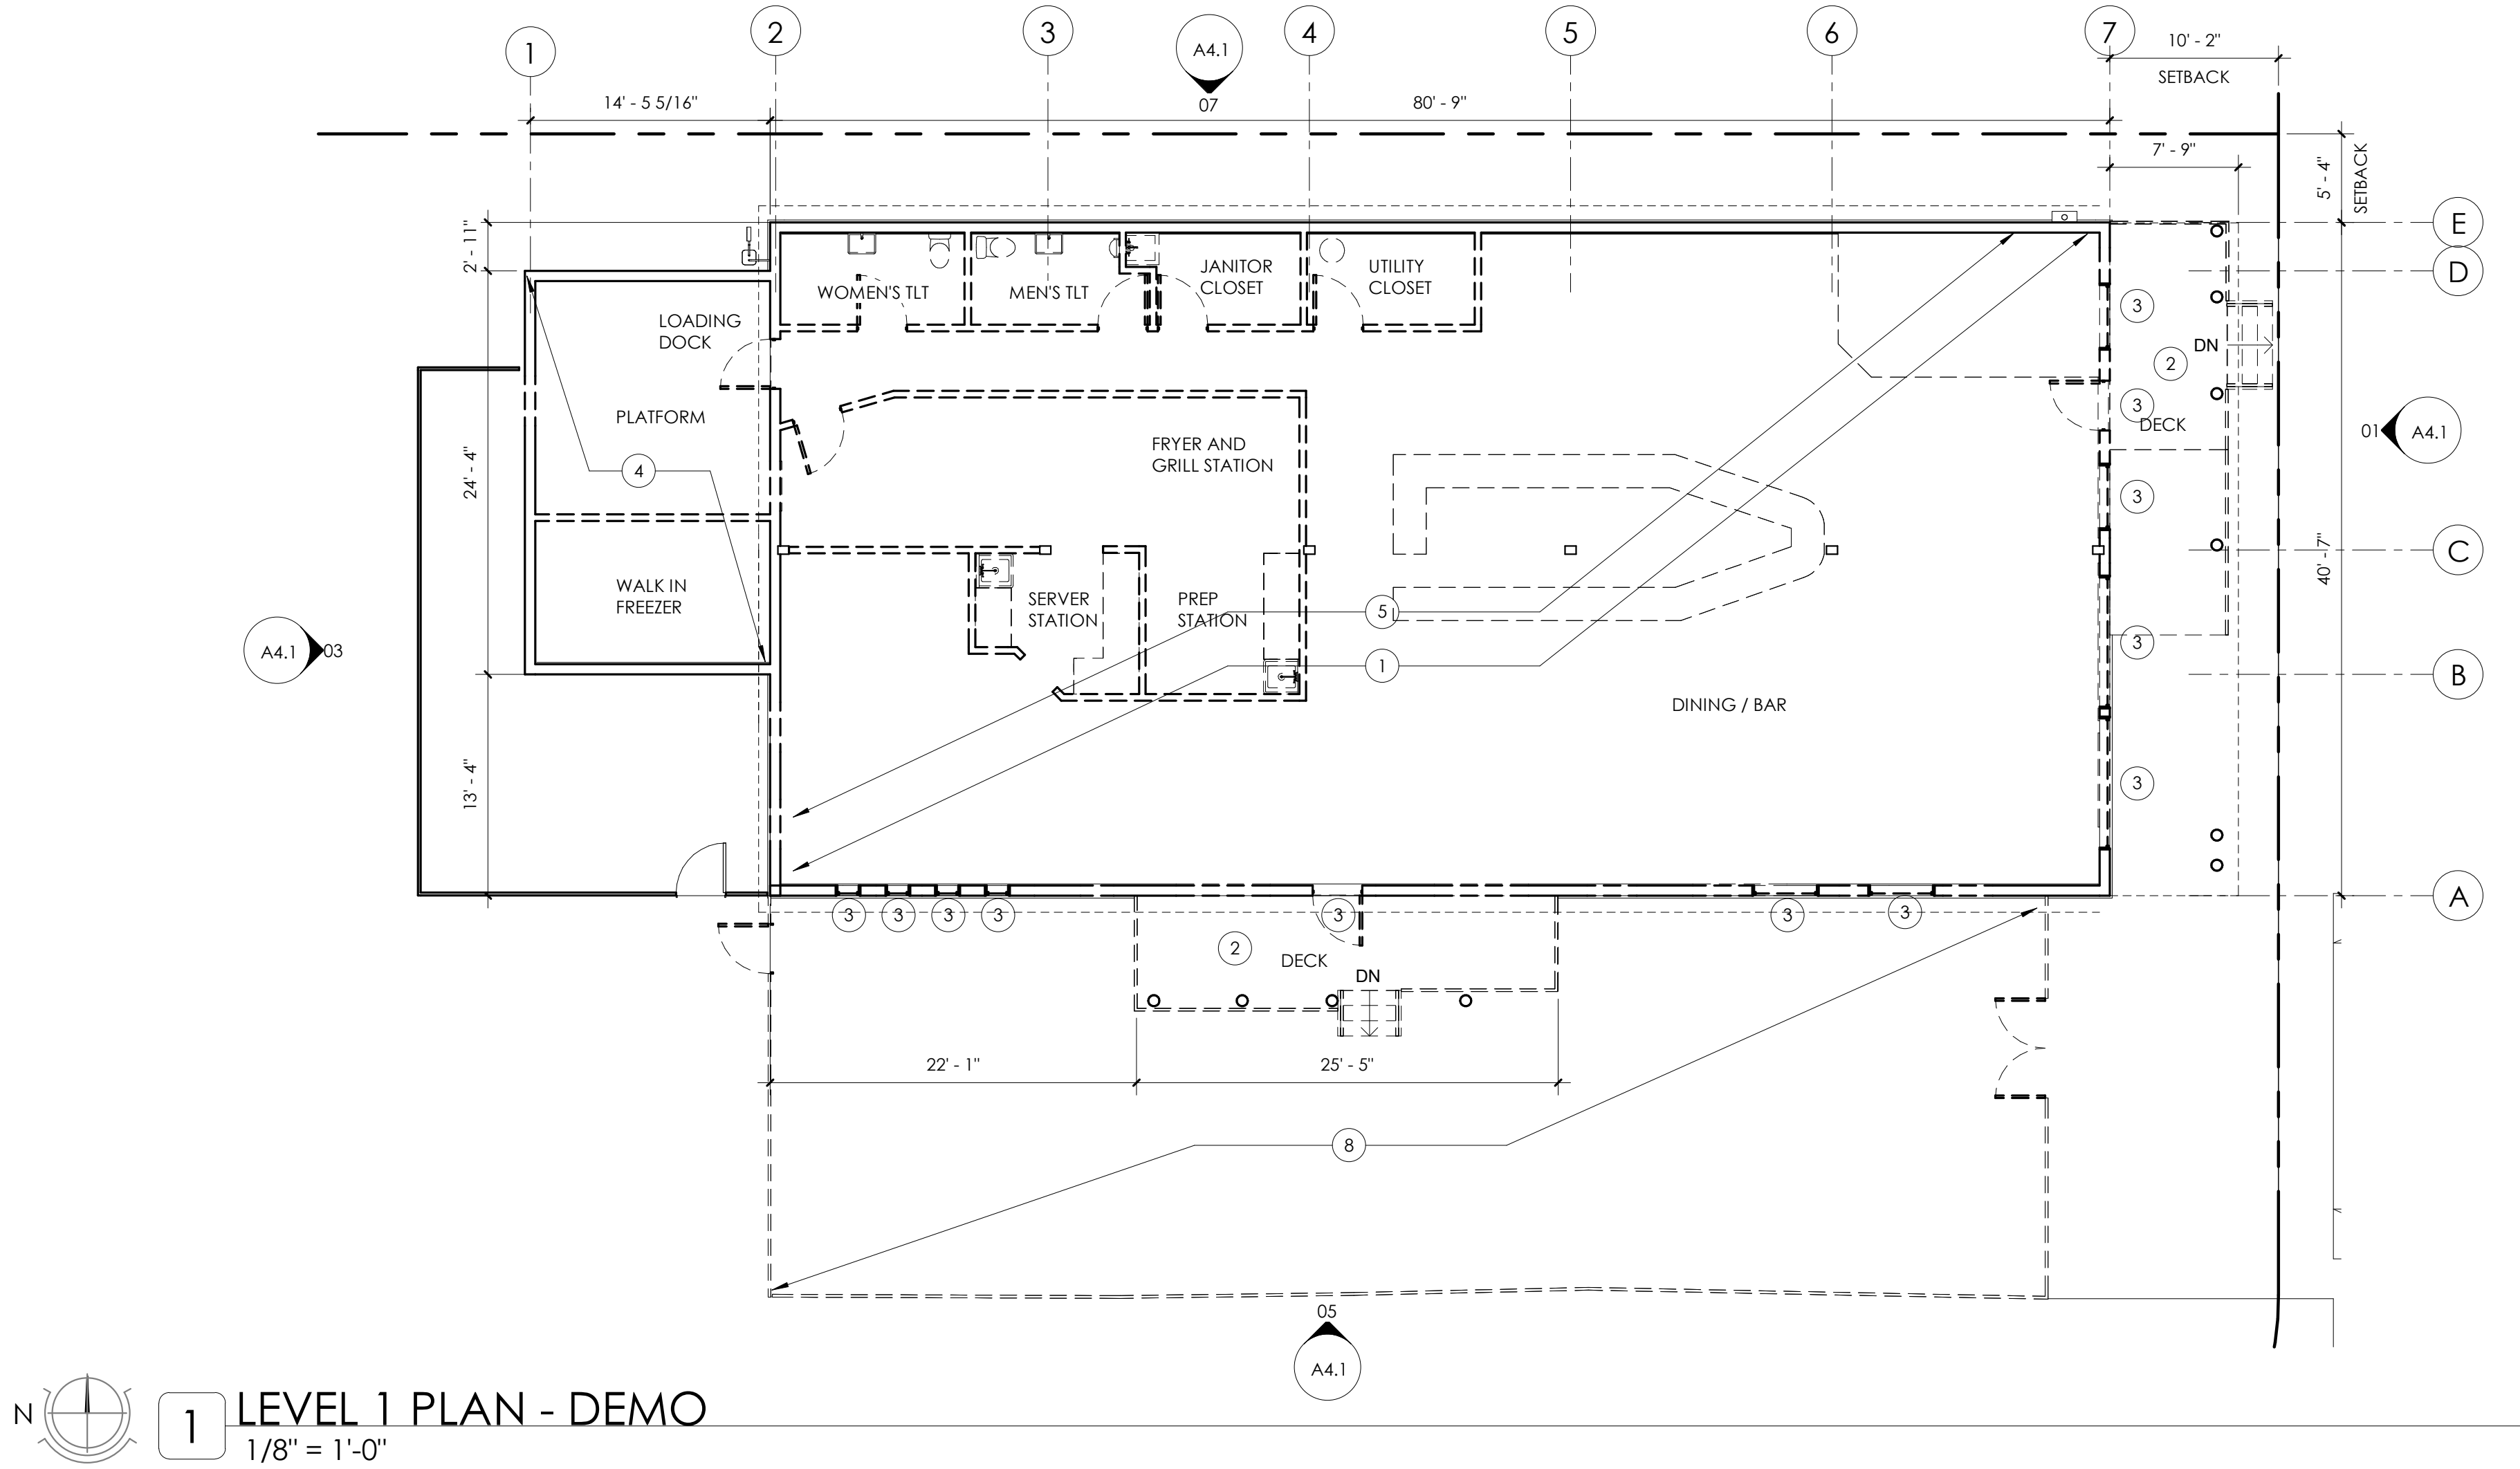 1
2
3
4
5
6
7
A4.1
07
10' - 2"
SETBACK
14' - 5 5/16"
80' - 9"
7' - 9"
5' - 4"
SETBACK
2' - 11"
E
D
WOMEN'S TLT
MEN'S TLT
JANITOR
CLOSET
UTILITY
CLOSET
LOADING
DOCK
3
DN
2
3
DECK
PLATFORM
FRYER AND
GRILL STATION
01
A4.1
4
24' - 4"
3
C
40' - 7"
WALK IN
FREEZER
SERVER
STATION
PREP
STATION
5
3
A4.1
03
1
B
DINING / BAR
13' - 4"
3
A
3
3
3
3
3
3
3
2
DECK
DN
22' - 1"
25' - 5"
8
05
A4.1
N
1
LEVEL 1 PLAN - DEMO
1/8" = 1'-0"